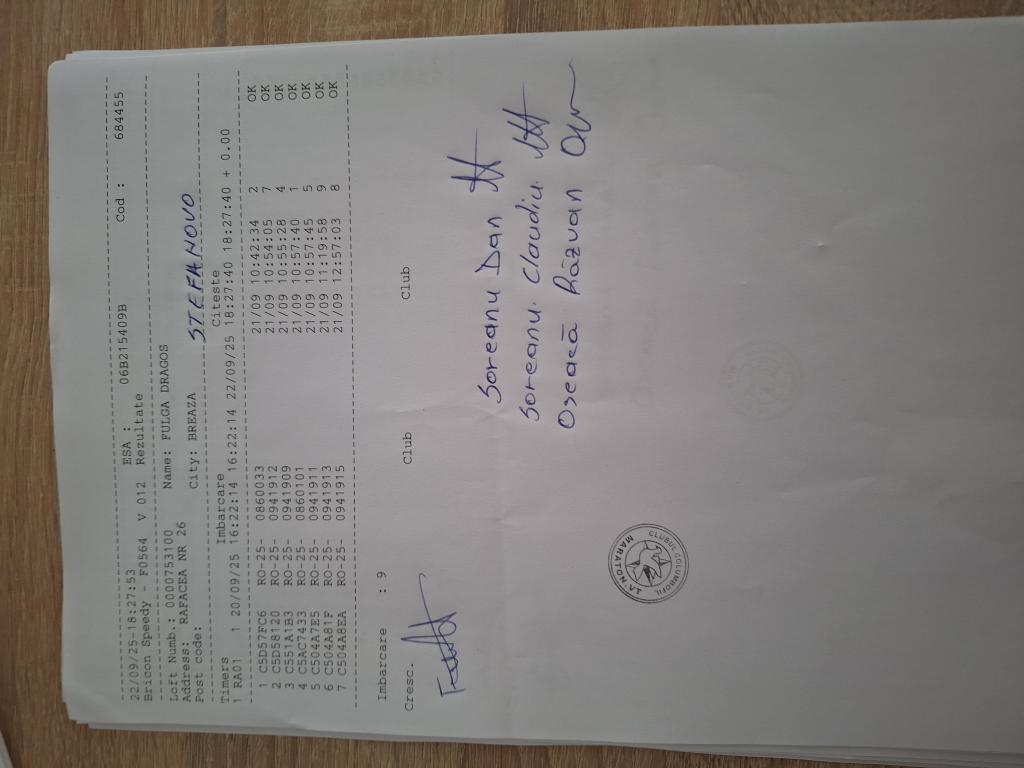 22/09/25-18:27:53 ESA : 06B215409B Cod : 684455
Bricon Speedy - F0564 V 012 Rezultate
Loft Numb.: 0000753100 Name: FULGA DRAGOS
Address: RAFACEA NR 26
Post code: City: BREAZA STEFANOVO
Timers Imbarcare Citeste
1 RA01 1 20/09/25 16:22:14 16:22:14 22/09/25 18:27:40 18:27:40 + 0.00
1 C5D57FC6 RO-25- 0860033 21/09 10:42:34 2 OK
2 C5D58120 RO-25- 0941912 21/09 10:54:05 7 OK
3 C551A1B3 RO-25- 0941909 21/09 10:55:28 4 OK
4 C5AC7433 RO-25- 0860101 21/09 10:57:40 1 OK
5 C504A7E5 RO-25- 0941911 21/09 10:57:45 5 OK
6 C504A81F RO-25- 0941913 21/09 11:19:58 9 OK
7 C504A8EA RO-25- 0941915 21/09 12:57:03 8 OK
Imbarcare : 9
Cresc. Club Club
Soreanu Dan
Soreanu Claudiu
Oseacă Răzvan
CLUBUL COLUMBOFIL
MARATON.VT